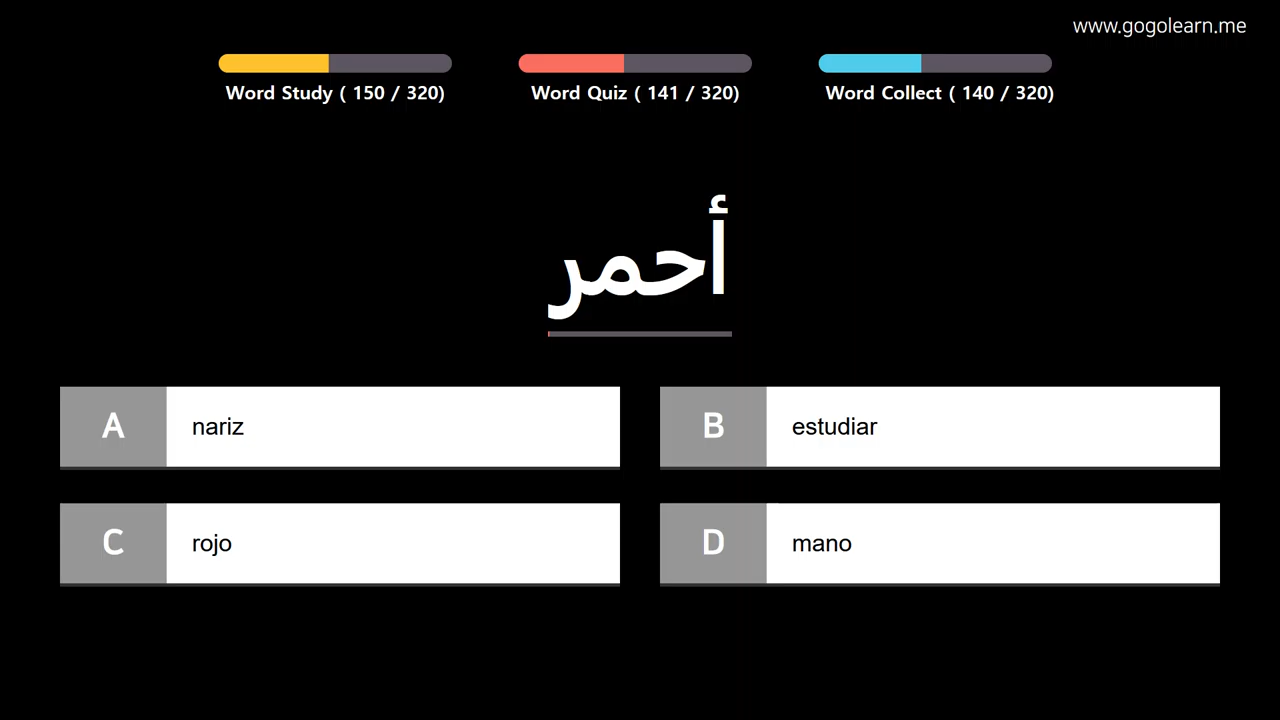 www.gogolearn.me
Word Study ( 150 / 320)
Word Quiz ( 141 / 320)
Word Collect ( 140 / 320)
أحمر
A nariz
B estudiar
C rojo
D mano